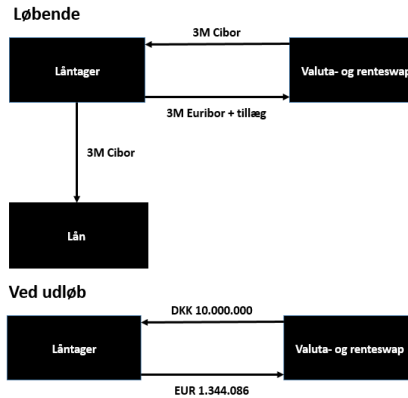 Løbende
3M Cibor
Låntager
Valuta- og renteswap
3M Euribor + tillæg
3M Cibor
Lån
Ved udløb
DKK 10.000.000
Låntager
Valuta- og renteswap
EUR 1.344.086